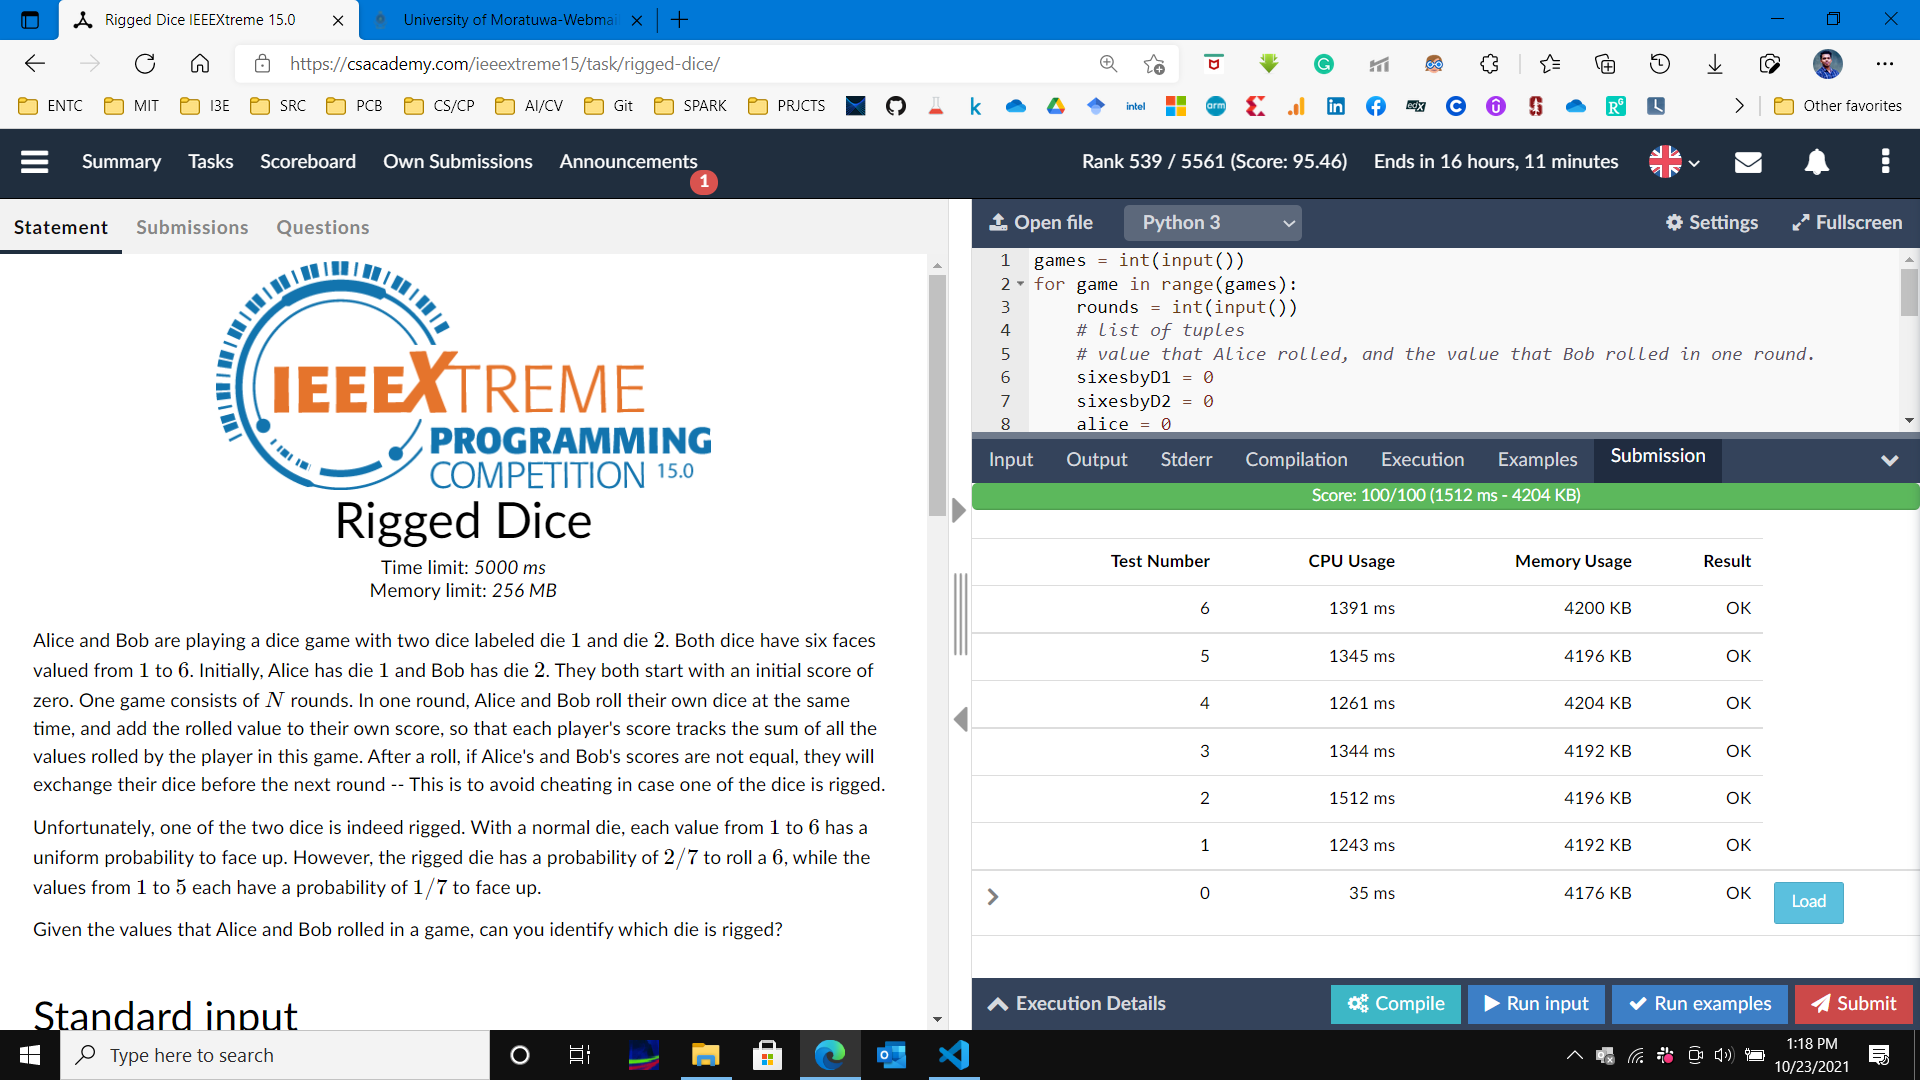 Rigged Dice IEEEXtreme 15.0
University of Moratuwa-Webmai
https://csacademy.com/ieeextreme15/task/rigged-dice/
ENTC MIT I3E SRC PCB CS/CP AI/CV Git SPARK PRJCTS k intel arm in edX Other favorites
Summary Tasks Scoreboard Own Submissions Announcements 1 Rank 539 / 5561 (Score: 95.46) Ends in 16 hours, 11 minutes
Statement Submissions Questions
IEEEXTREME
PROGRAMMING
COMPETITION 15.0
Rigged Dice
Time limit: 5000 ms
Memory limit: 256 MB
Alice and Bob are playing a dice game with two dice labeled die 1 and die 2. Both dice have six faces
valued from 1 to 6. Initially, Alice has die 1 and Bob has die 2. They both start with an initial score of
zero. One game consists of N rounds. In one round, Alice and Bob roll their own dice at the same
time, and add the rolled value to their own score, so that each player's score tracks the sum of all the
values rolled by the player in this game. After a roll, if Alice's and Bob's scores are not equal, they will
exchange their dice before the next round -- This is to avoid cheating in case one of the dice is rigged.
Unfortunately, one of the two dice is indeed rigged. With a normal die, each value from 1 to 6 has a
uniform probability to face up. However, the rigged die has a probability of 2/7 to roll a 6, while the
values from 1 to 5 each have a probability of 1/7 to face up.
Given the values that Alice and Bob rolled in a game, can you identify which die is rigged?
Standard input
Open file Python 3 Settings Fullscreen
1 games = int(input())
2 for game in range(games):
3 rounds = int(input())
4 # list of tuples
5 # value that Alice rolled, and the value that Bob rolled in one round.
6 sixesbyD1 = 0
7 sixesbyD2 = 0
8 alice = 0
Input Output Stderr Compilation Execution Examples Submission
Score: 100/100 (1512 ms - 4204 KB)
Test Number CPU Usage Memory Usage Result
6 1391 ms 4200 KB OK
5 1345 ms 4196 KB OK
4 1261 ms 4204 KB OK
3 1344 ms 4192 KB OK
2 1512 ms 4196 KB OK
1 1243 ms 4192 KB OK
0 35 ms 4176 KB OK Load
Execution Details Compile Run input Run examples Submit
Type here to search
1:18 PM
10/23/2021